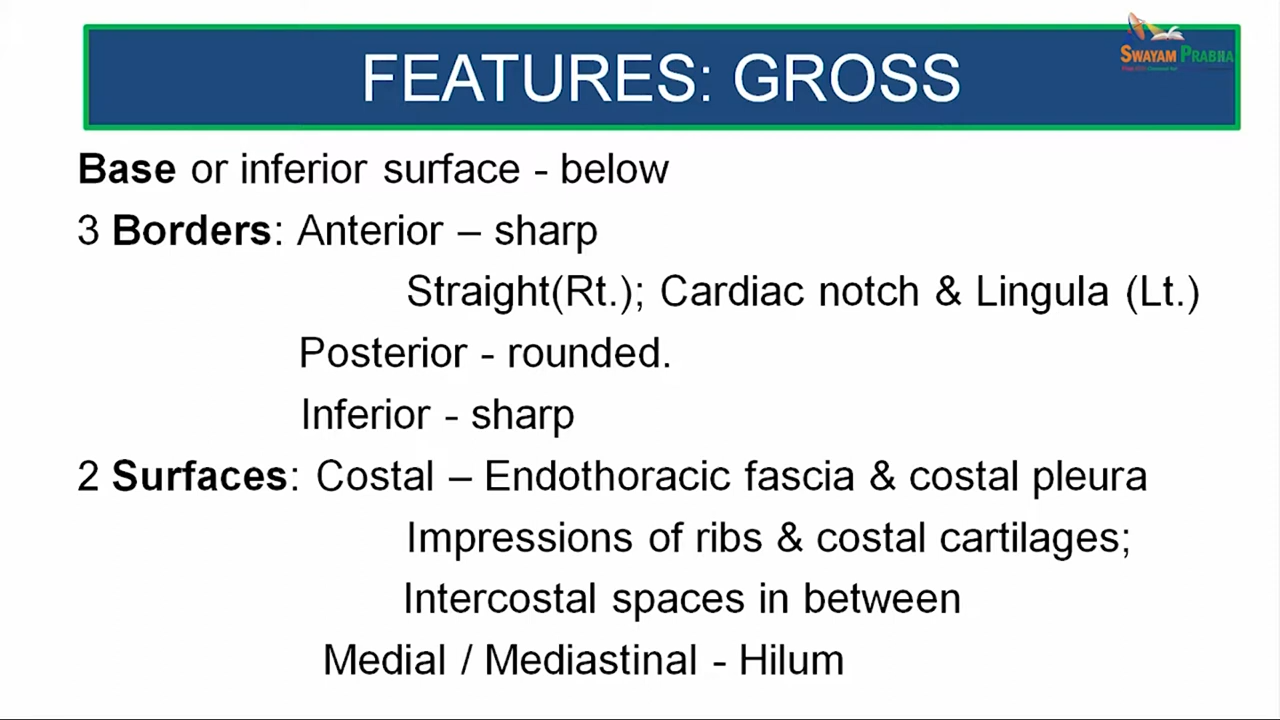 SWAYAM PRABHA
FEATURES: GROSS
Base or inferior surface - below
3 Borders: Anterior – sharp
Straight(Rt.); Cardiac notch & Lingula (Lt.)
Posterior - rounded.
Inferior - sharp
2 Surfaces: Costal – Endothoracic fascia & costal pleura
Impressions of ribs & costal cartilages;
Intercostal spaces in between
Medial / Mediastinal - Hilum